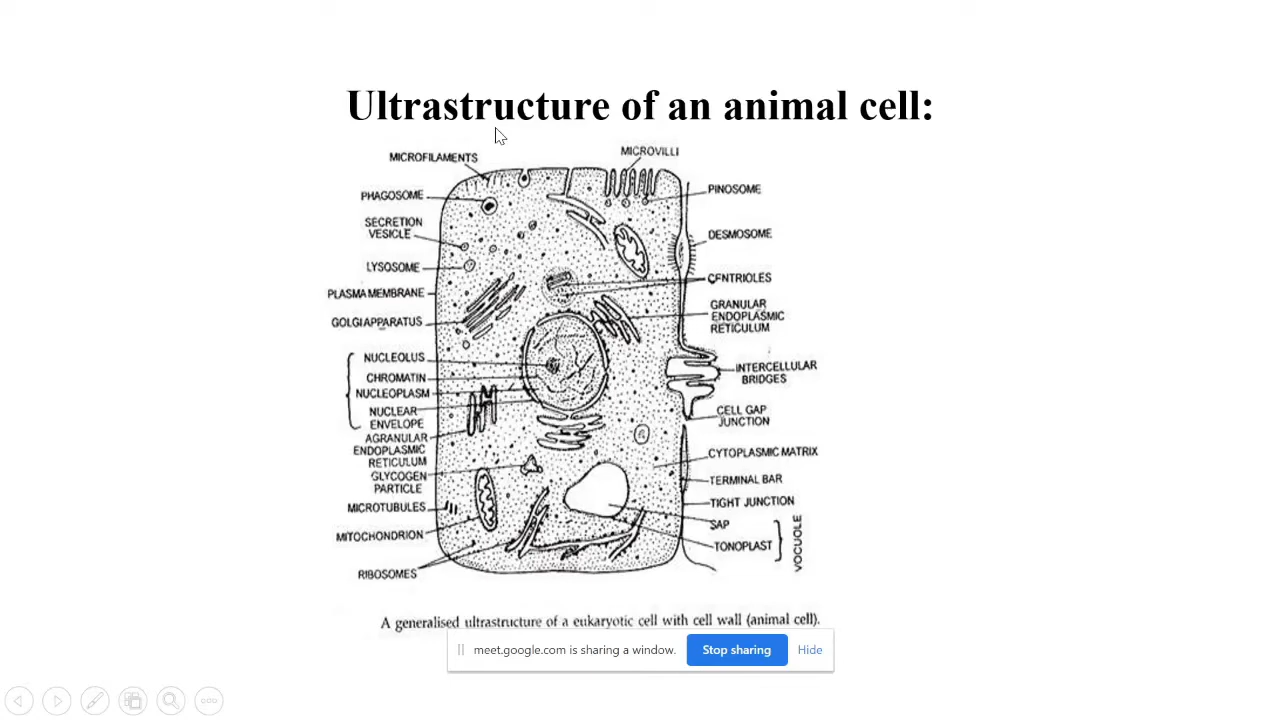 Ultrastructure of an animal cell:
MICROFILAMENTS
PHAGOSOME
SECRETION
VESICLE
LYSOSOME
PLASMA MEMBRANE
GOLGI APPARATUS
NUCLEOLUS
CHROMATIN
NUCLEOPLASM
NUCLEAR
ENVELOPE
AGRANULAR
ENDOPLASMIC
RETICULUM
GLYCOGEN
PARTICLE
MICROTUBULES
MITOCHONDRION
RIBOSOMES
MICROVILLI
PINOSOME
DESMOSOME
CENTRIOLES
GRANULAR
ENDOPLASMIC
RETICULUM
INTERCELLULAR
BRIDGES
CELL GAP
JUNCTION
CYTOPLASMIC MATRIX
TERMINAL BAR
TIGHT JUNCTION
SAP
TONOPLAST
VOCUOLE
A generalised ultrastructure of a eukaryotic cell with cell wall (animal cell).
meet.google.com is sharing a window.
Stop sharing
Hide